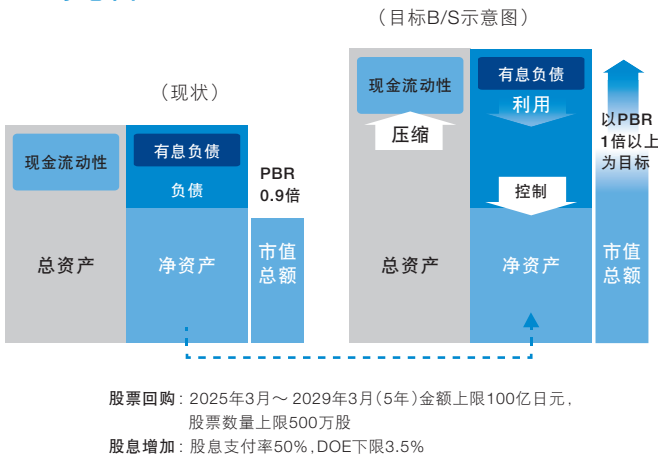 （目标B/S示意图）
（现状）
现金流动性
有息负债
负债
PBR
0.9倍
总资产
净资产
市值
总额
现金流动性
压缩
有息负债
利用
控制
以PBR
1倍以上
为目标
总资产
净资产
市值
总额
股票回购：2025年3月～2029年3月（5年）金额上限100亿日元，
股票数量上限500万股
股息增加：股息支付率50%，DOE下限3.5%